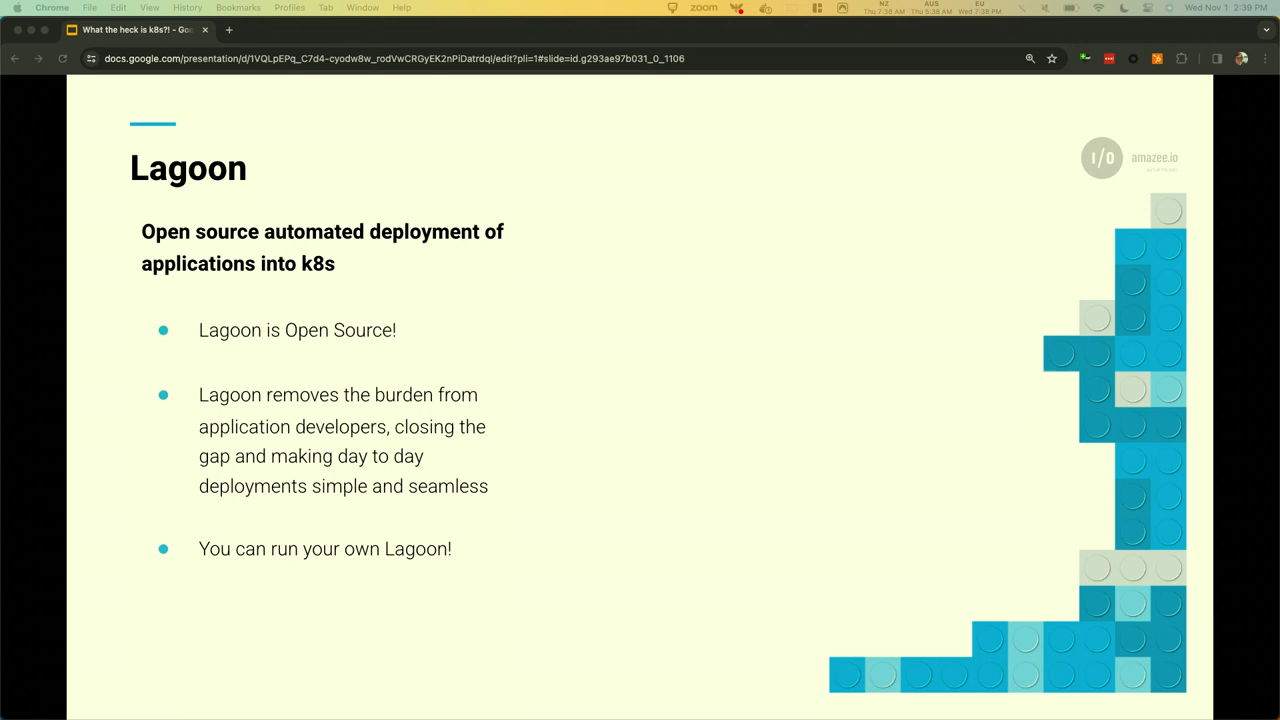 Chrome File Edit View History Bookmarks Profiles Tab Window Help zoom NZ AUS EU Wed Nov 1 2:39 PM
Thu 7:38 AM Thu 5:38 AM Wed 7:38 PM
What the heck is k8s?! - Goo
docs.google.com/presentation/d/1VQLpEPq_C7d4-cyodw8w_rodVwCRGyEK2nPiDatrdqI/edit?pli=1#slide=id.g293ae97b031_0_1106
Lagoon
I/O amazee.io
Open source automated deployment of
applications into k8s
Lagoon is Open Source!
Lagoon removes the burden from
application developers, closing the
gap and making day to day
deployments simple and seamless
You can run your own Lagoon!